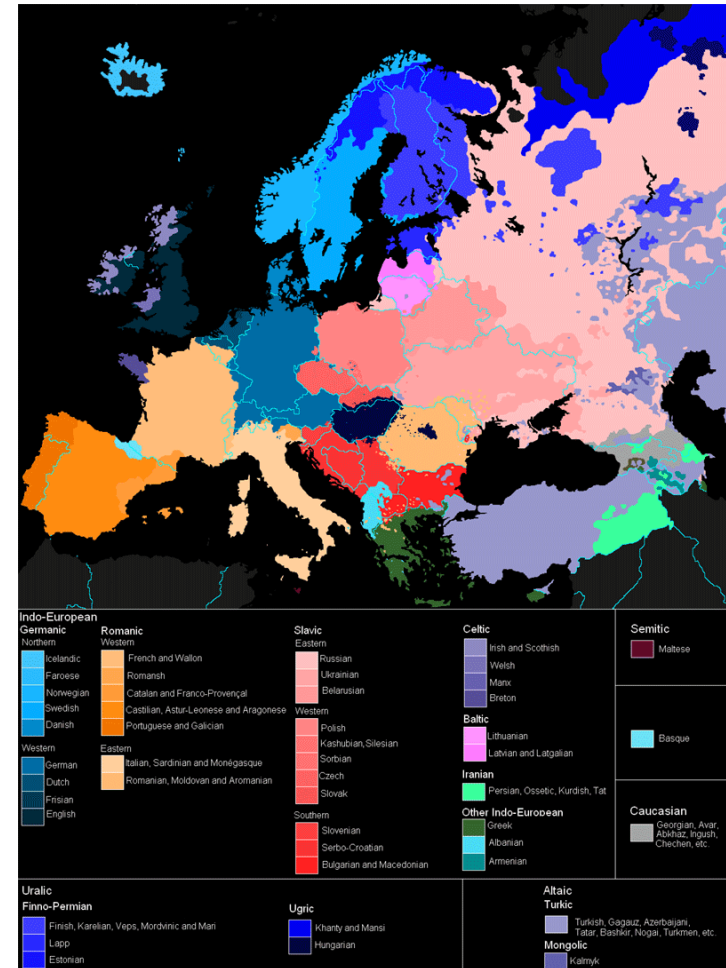 Indo-European
Germanic
Northern
Icelandic
Faroese
Norwegian
Swedish
Danish
Western
German
Dutch
Frisian
English
Romanic
Western
French and Wallon
Romansh
Catalan and Franco-Provençal
Castilian, Astur-Leonese and Aragonese
Portuguese and Galician
Eastern
Italian, Sardinian and Monégasque
Romanian, Moldovan and Aromanian
Slavic
Eastern
Russian
Ukrainian
Belarusian
Western
Polish
Kashubian, Silesian
Sorbian
Czech
Slovak
Southern
Slovenian
Serbo-Croatian
Bulgarian and Macedonian
Celtic
Irish and Scothish
Welsh
Manx
Breton
Baltic
Lithuanian
Latvian and Latgalian
Iranian
Persian, Ossetic, Kurdish, Tat
Other Indo-European
Greek
Albanian
Armenian
Semitic
Maltese
Basque
Caucasian
Georgian, Avar,
Abkhaz, Ingush,
Chechen, etc.
Uralic
Finno-Permian
Finish, Karelian, Veps, Mordvinic and Mari
Lapp
Estonian
Ugric
Khanty and Mansi
Hungarian
Altaic
Turkic
Turkish, Gagauz, Azerbaijani,
Tatar, Bashkir, Nogai, Turkmen, etc.
Mongolic
Kalmyk